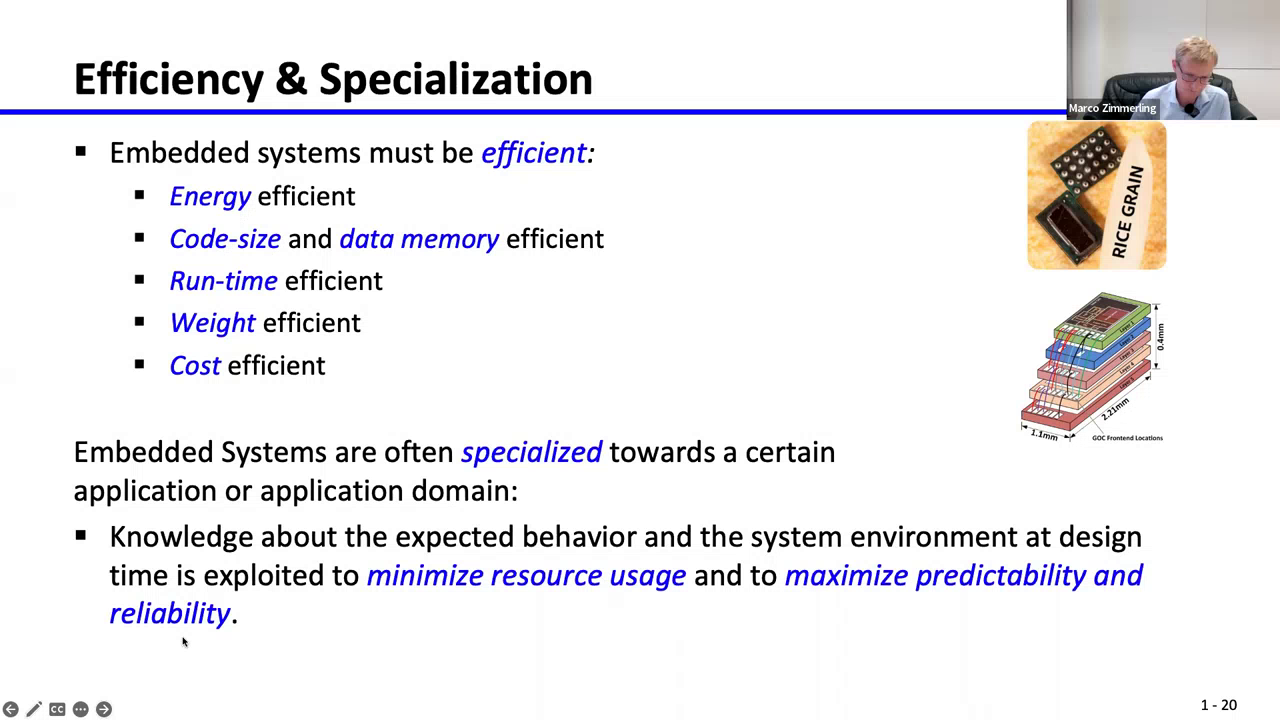 Efficiency & Specialization
Marco Zimmerling
▪ Embedded systems must be efficient:
▪ Energy efficient
▪ Code-size and data memory efficient
▪ Run-time efficient
▪ Weight efficient
▪ Cost efficient
RICE GRAIN
Layer 1
0.4mm
2.21mm
1.1mm
GOC Frontend Locations
Embedded Systems are often specialized towards a certain
application or application domain:
▪ Knowledge about the expected behavior and the system environment at design
time is exploited to minimize resource usage and to maximize predictability and
reliability.
CC
1 - 20